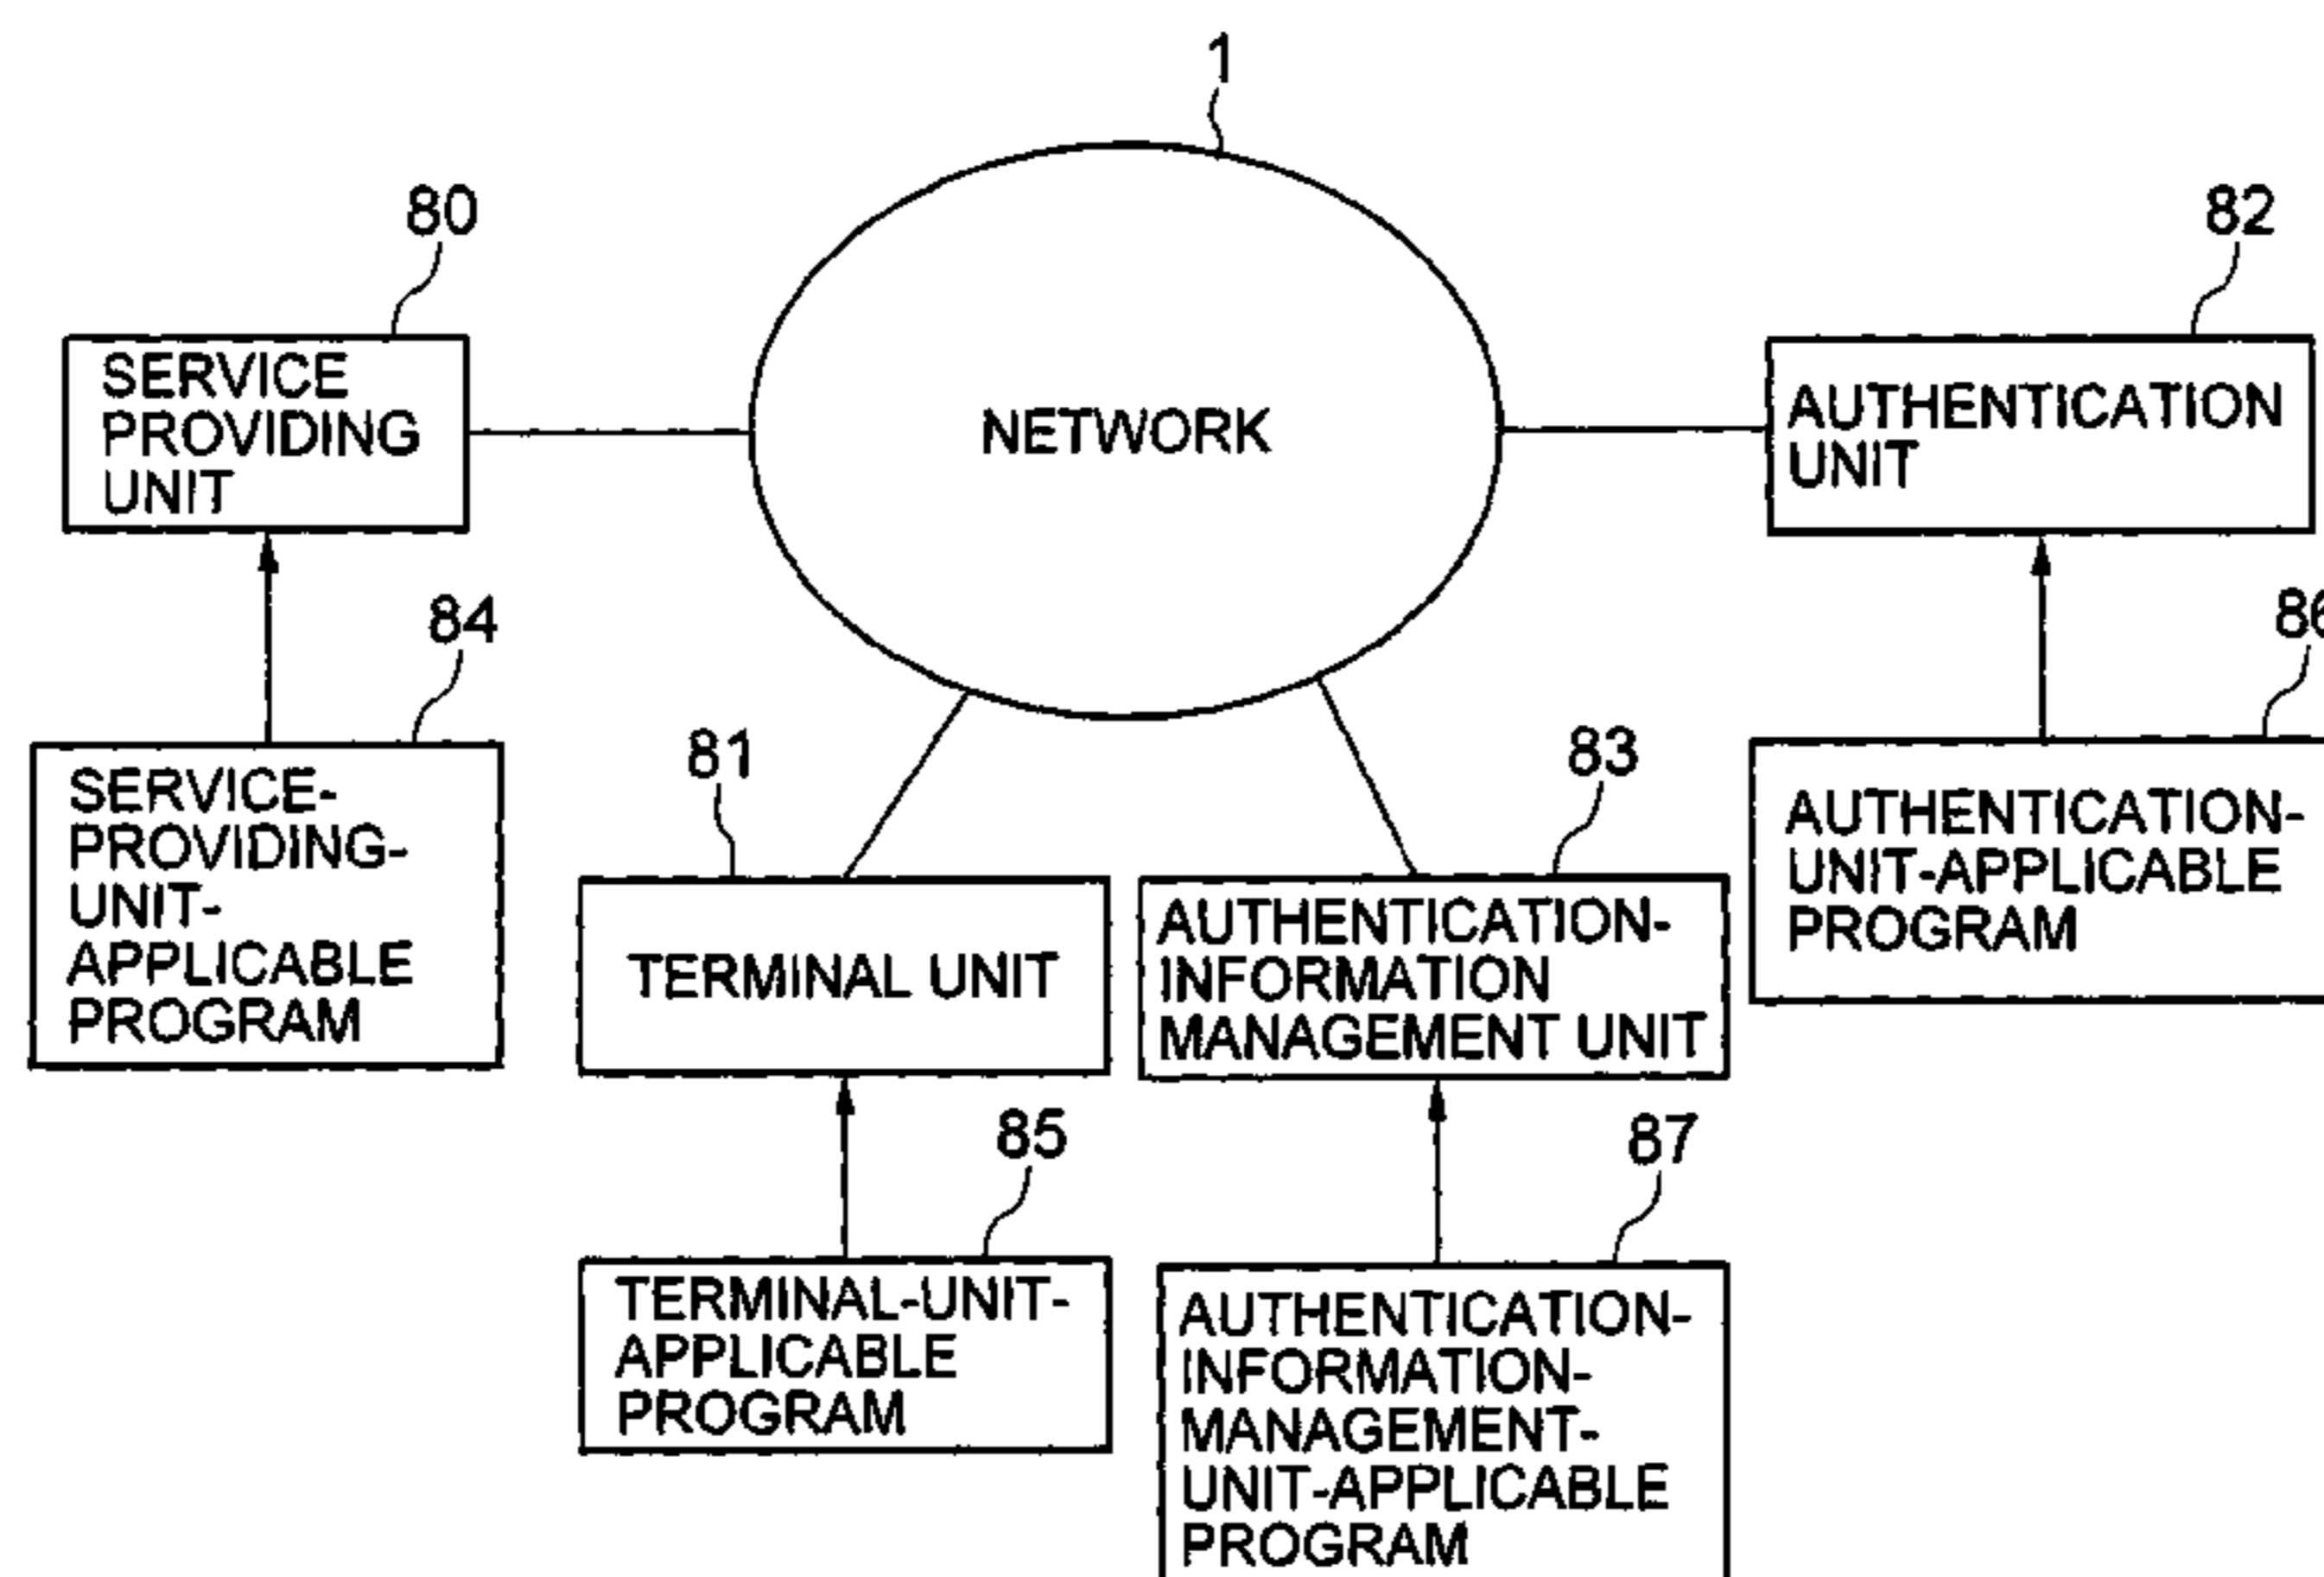 1
80
82
SERVICE
PROVIDING
UNIT
NETWORK
AUTHENTICATION
UNIT
84
86
81
83
SERVICE-
PROVIDING-
UNIT-
APPLICABLE
PROGRAM
TERMINAL UNIT
AUTHENTICATION-
INFORMATION
MANAGEMENT UNIT
AUTHENTICATION-
UNIT-APPLICABLE
PROGRAM
85
87
TERMINAL-UNIT-
APPLICABLE
PROGRAM
AUTHENTICATION-
INFORMATION-
MANAGEMENT-
UNIT-APPLICABLE
PROGRAM